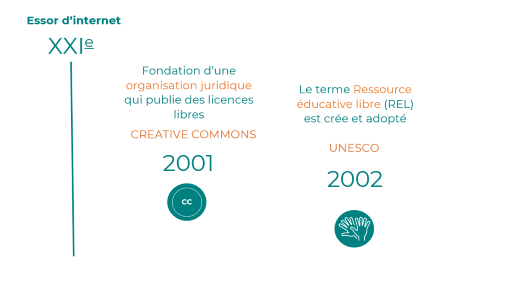 Essor d'internet
XXIe
Fondation d'une
organisation juridique
qui publie des licences
libres
CREATIVE COMMONS
2001
cc
Le terme Ressource
éducative libre (REL)
est crée et adopté
UNESCO
2002